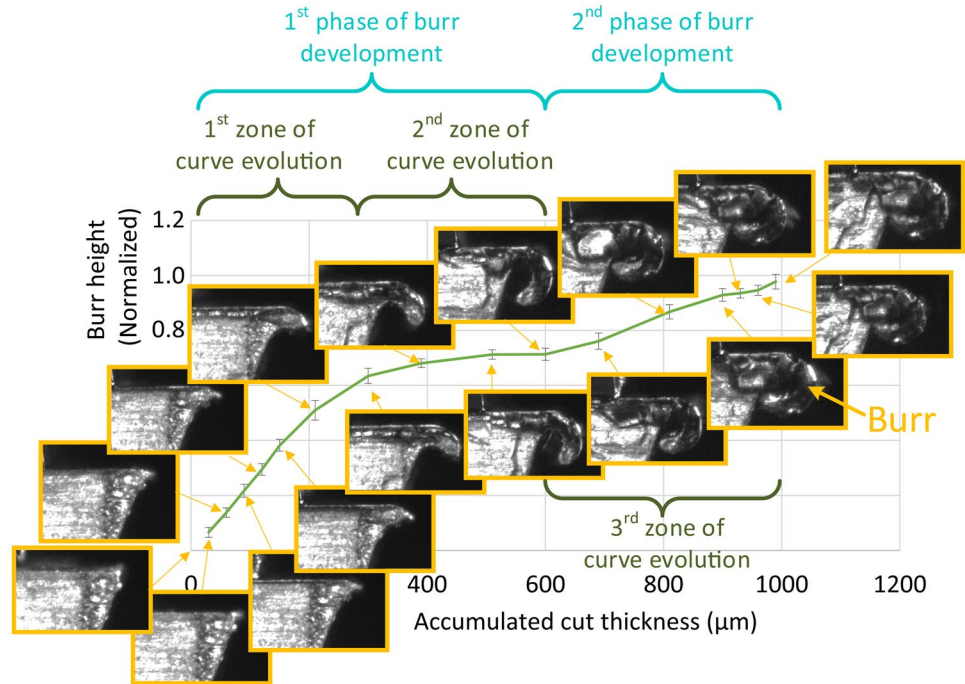 1st phase of burr
development
2nd phase of burr
development
1st zone of
curve evolution
2nd zone of
curve evolution
Burr height
(Normalized)
1.2
1.0
0.8
Burr
3rd zone of
curve evolution
0
400
600
800
1000
1200
Accumulated cut thickness (μm)